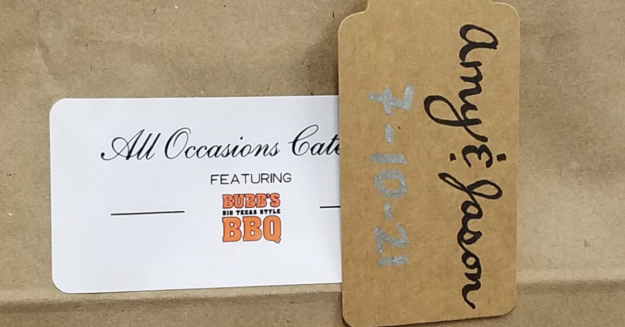 All Occasions Cate
FEATURING
BUBB'S
BIG TEXAS STYLE
BBQ
Amy & Jason
7-10-21